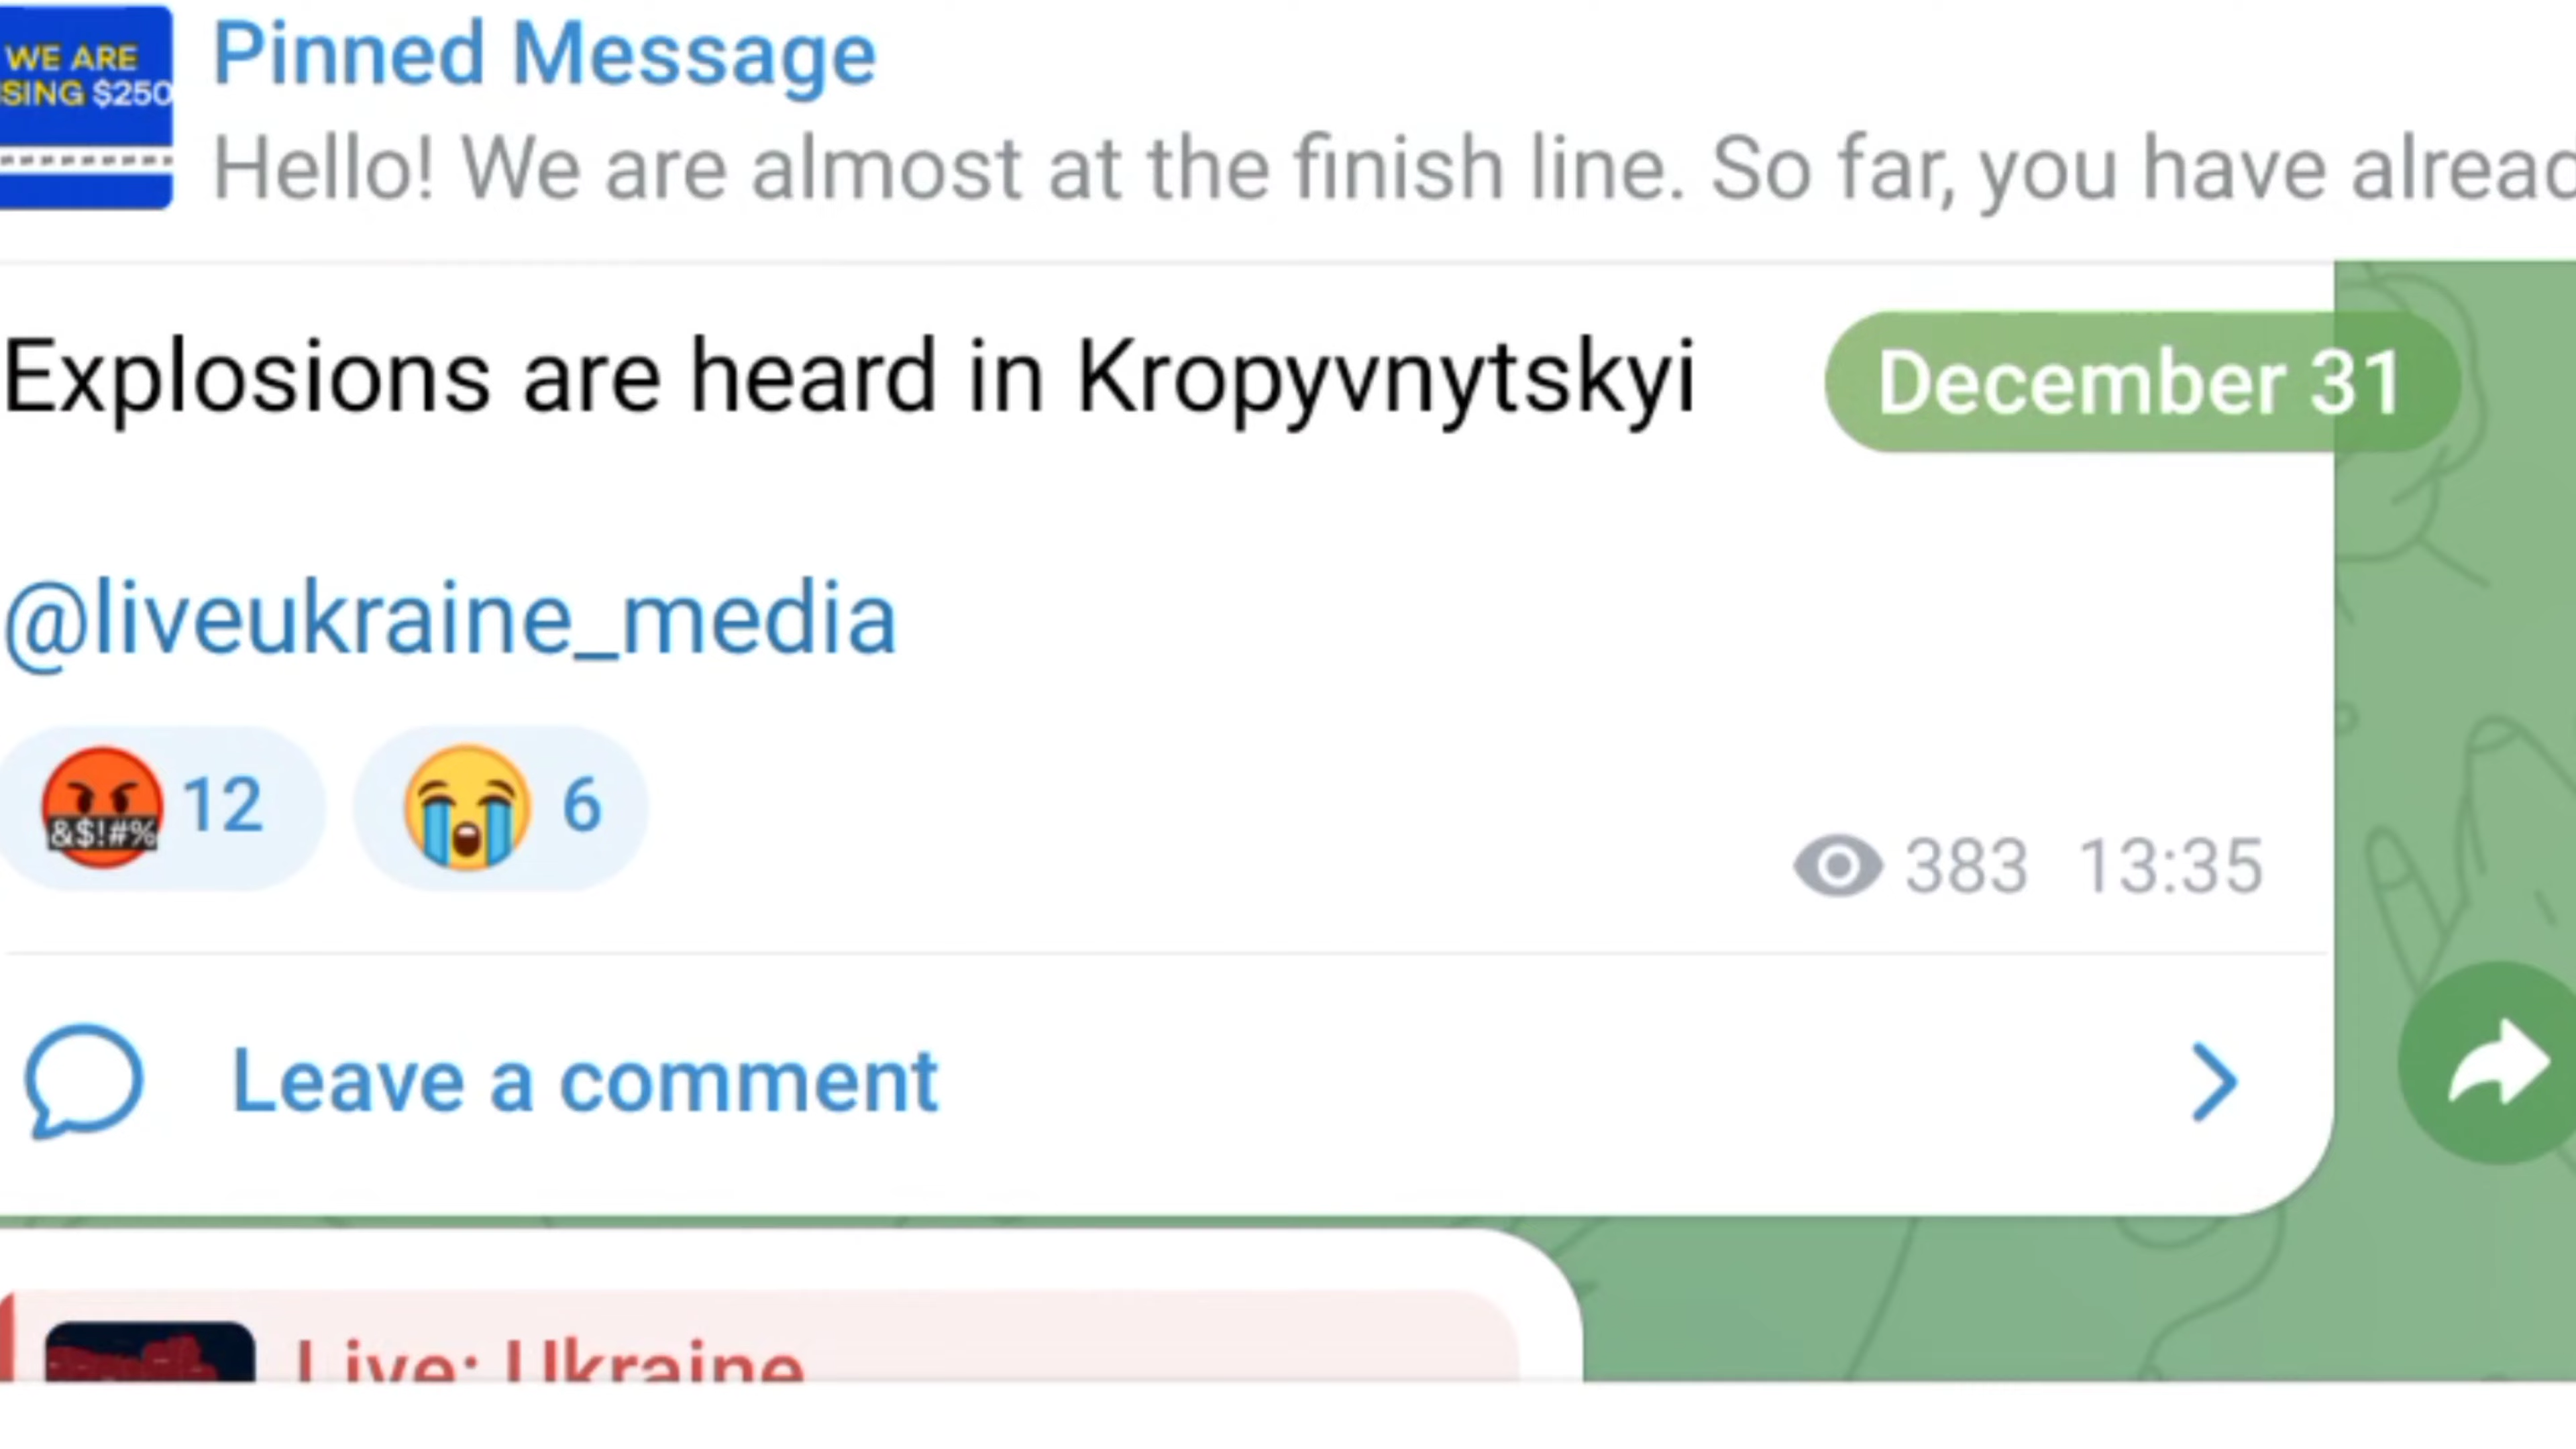 WE ARE
SING $250
Pinned Message
Hello! We are almost at the finish line. So far, you have alread
Explosions are heard in Kropyvnytskyi
December 31
@liveukraine_media
&$!#%
12
6
383 13:35
Leave a comment
Live: Ukraine